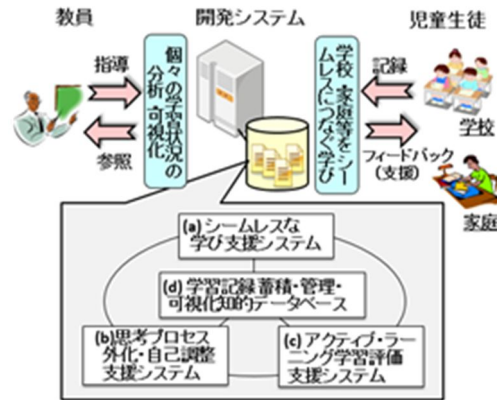 教員
開発システム
児童生徒
指導
参照
個々の学習状況の
分析・可視化
学校・家庭等をシー
ムレスにつなぐ学び
記録
学校
フィードバック
(支援)
家庭
(a) シームレスな
学び支援システム
(d) 学習記録蓄積・管理・
可視化知的データベース
(b)思考プロセス
外化・自己調整
支援システム
(c) アクティブ・ラー
ニング学習評価
支援システム